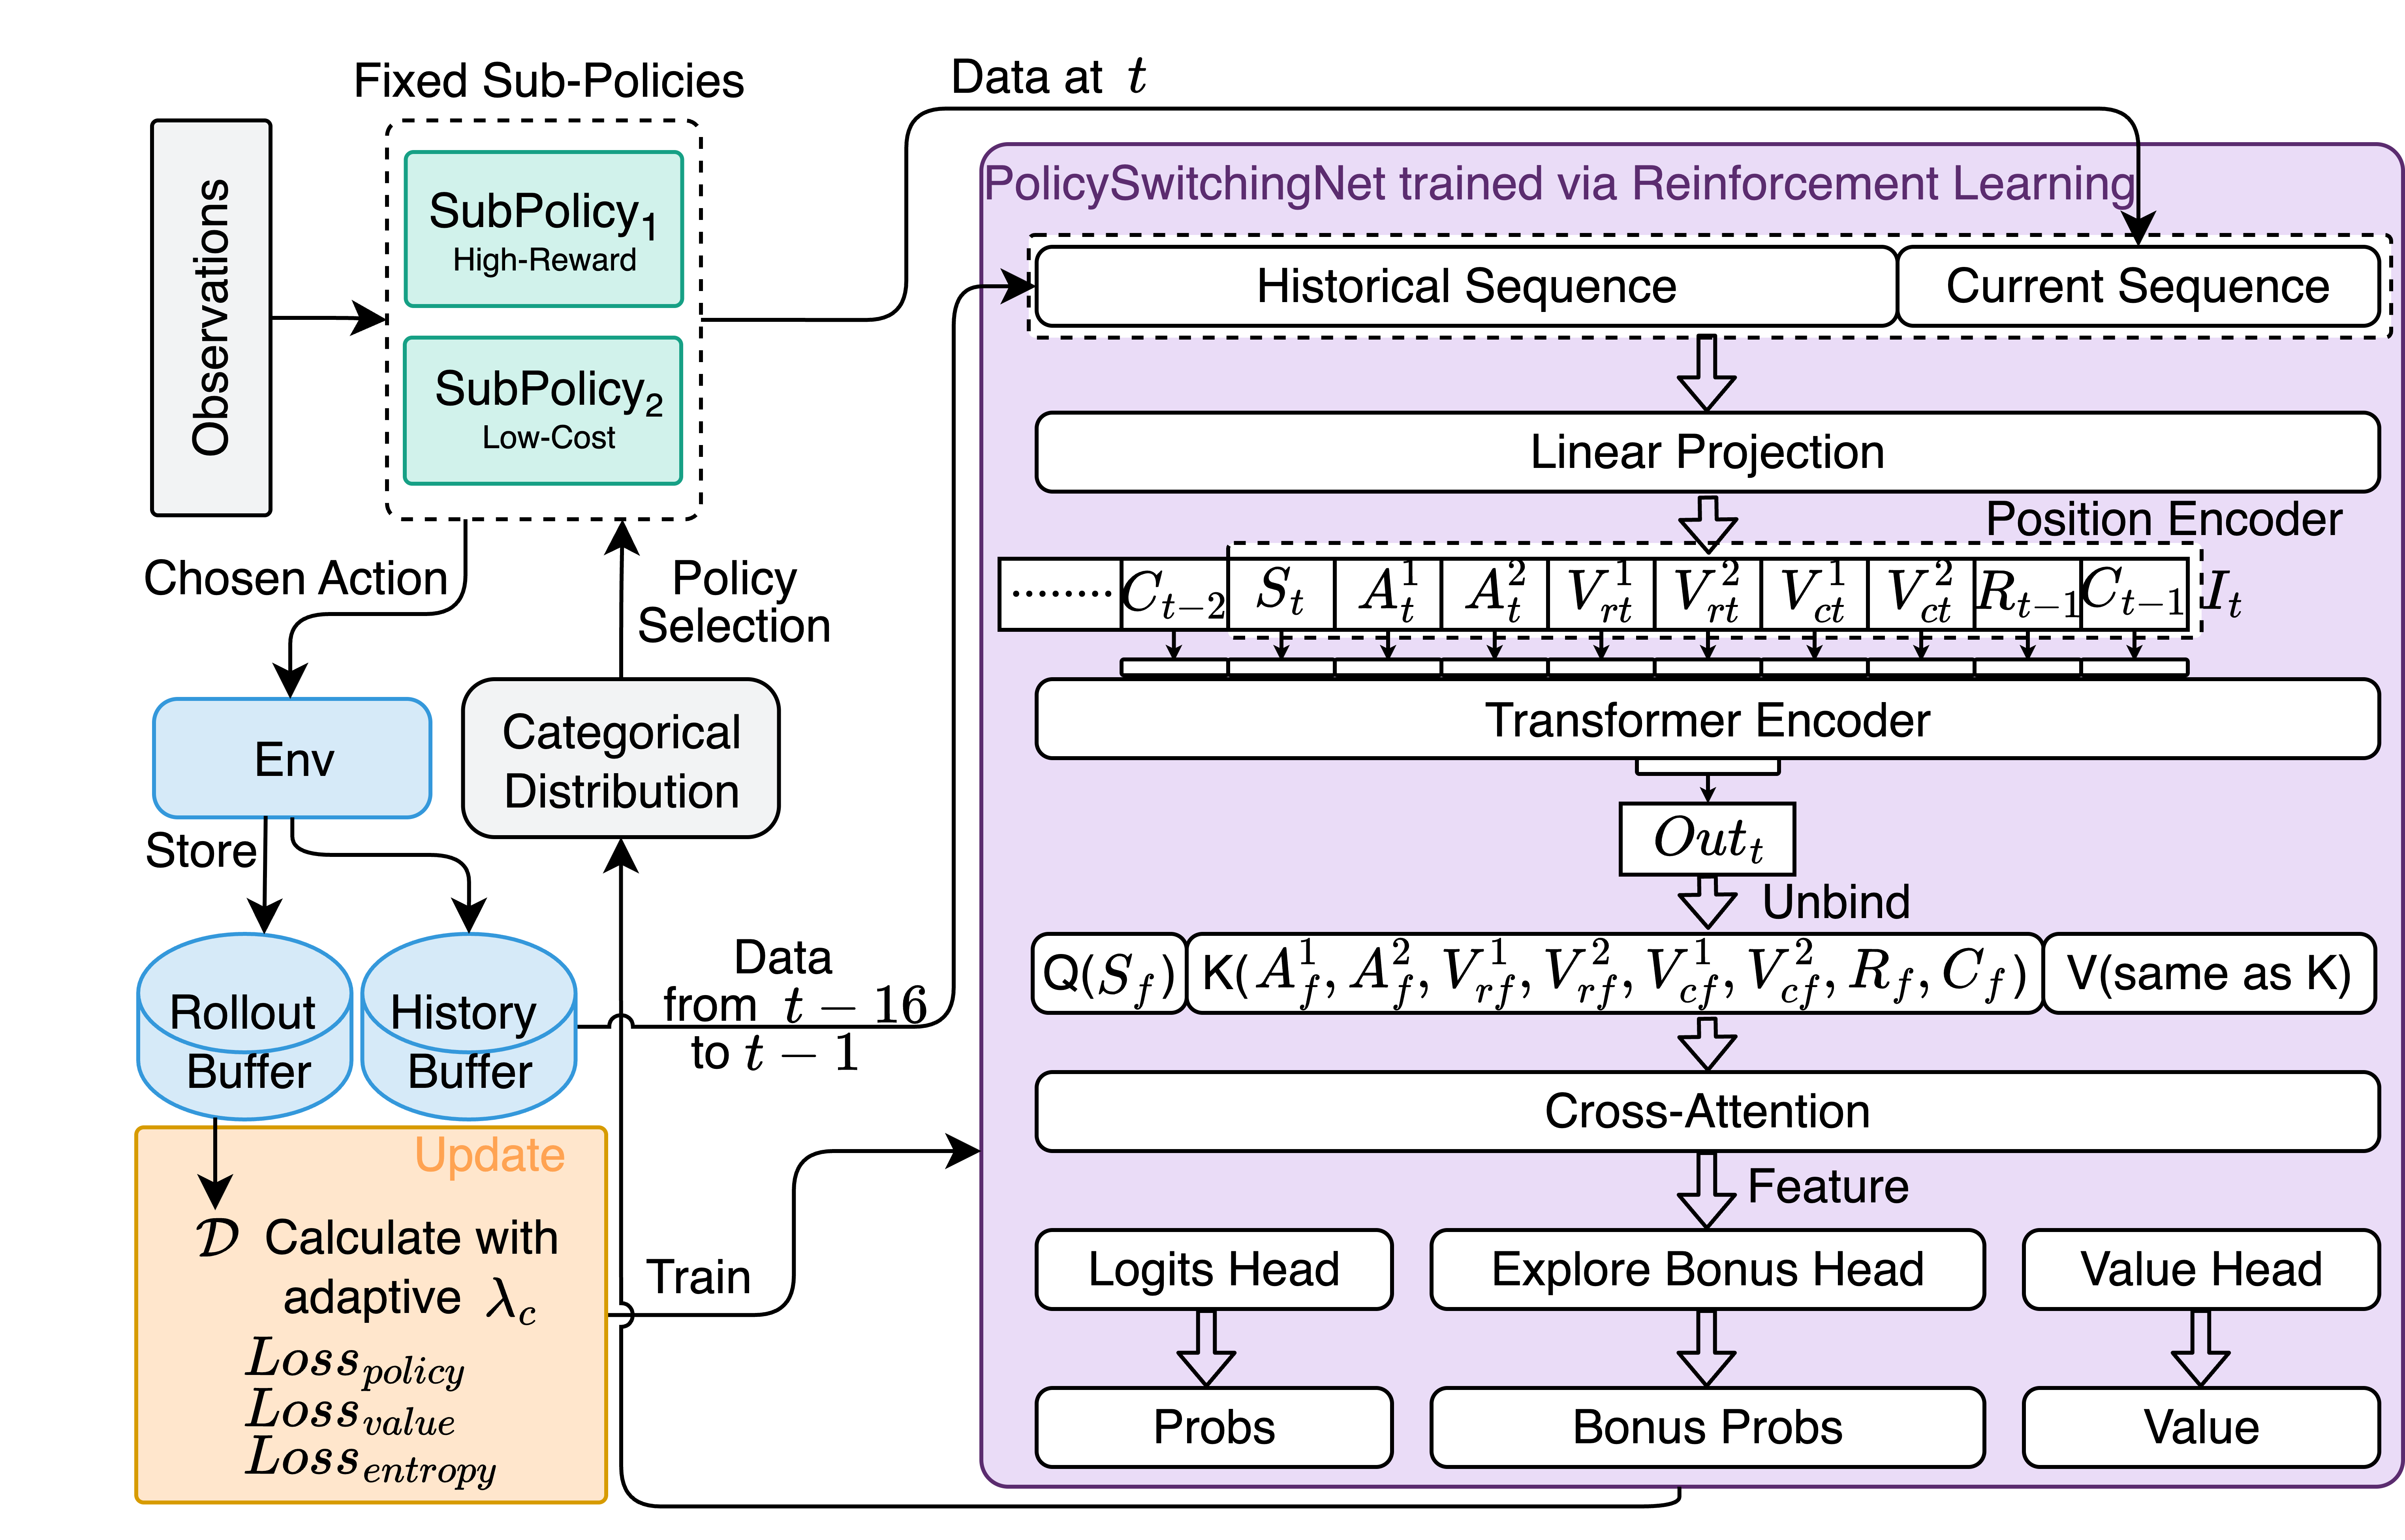 Fixed Sub-Policies
Data at t
Observations
SubPolicy₁
High-Reward
SubPolicy₂
Low-Cost
PolicySwitchingNet trained via Reinforcement Learning
Historical Sequence
Current Sequence
Linear Projection
Position Encoder
........ C_{t-2} S_t A_t^1 A_t^2 V_{rt}^1 V_{rt}^2 V_{ct}^1 V_{ct}^2 R_{t-1} C_{t-1} I_t
Transformer Encoder
Out_t
Unbind
Q(S_f) K(A_f^1, A_f^2, V_{rf}^1, V_{rf}^2, V_{cf}^1, V_{cf}^2, R_f, C_f) V(same as K)
Cross-Attention
Feature
Logits Head
Explore Bonus Head
Value Head
Probs
Bonus Probs
Value
Chosen Action
Policy
Selection
Env
Categorical
Distribution
Store
Rollout
Buffer
History
Buffer
Data
from t − 16
to t − 1
Update
𝒟 Calculate with
adaptive λ_c
Loss_{policy}
Loss_{value}
Loss_{entropy}
Train